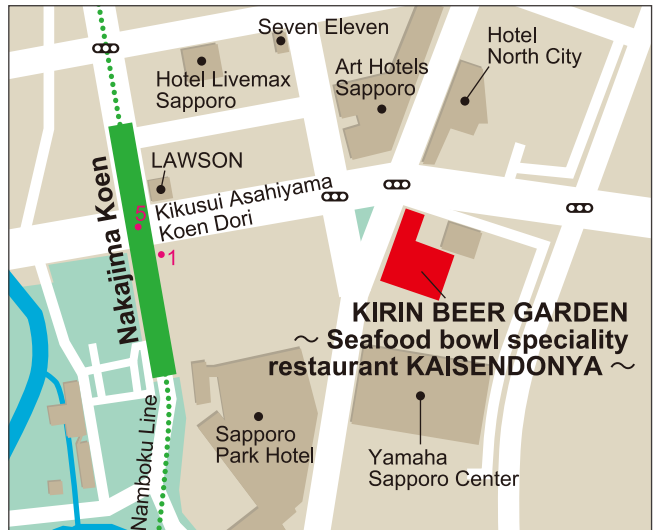 Seven Eleven
Hotel
North City
Hotel Livemax
Sapporo
Art Hotels
Sapporo
LAWSON
Nakajima Koen
Kikusui Asahiyama
Koen Dori
5
1
KIRIN BEER GARDEN
~ Seafood bowl speciality
restaurant KAISENDONYA ~
Namboku Line
Sapporo
Park Hotel
Yamaha
Sapporo Center